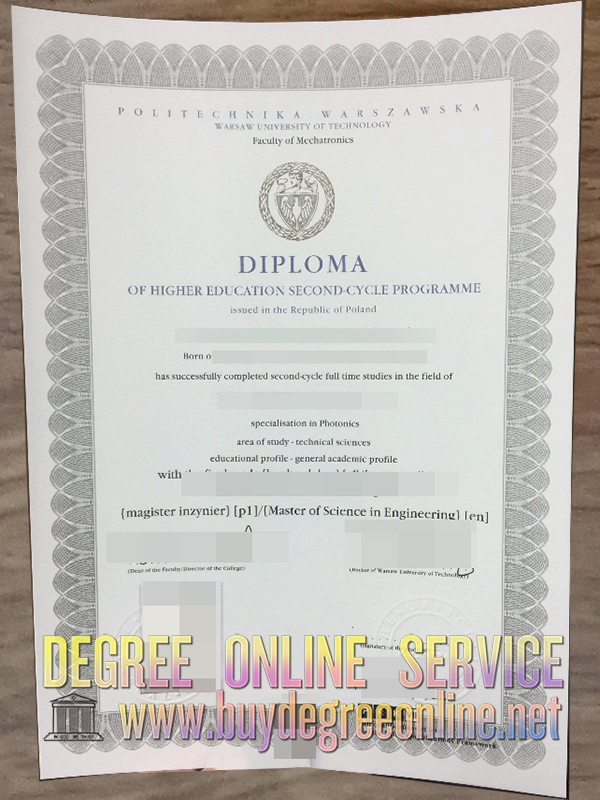 POLITECHNIKA WARSZAWSKA
WARSAW UNIVERSITY OF TECHNOLOGY
Faculty of Mechatronics
DIPLOMA
OF HIGHER EDUCATION SECOND-CYCLE PROGRAMME
issued in the Republic of Poland
Born o
has successfully completed second-cycle full time studies in the field of
specialisation in Photonics
area of study - technical sciences
educational profile - general academic profile
with
{magister inzynier} [p1]/{Master of Science in Engineering} [en]
(Dean of the Faculty/Director of the College)
(Rector of Warsaw University of Technology)
DEGREE ONLINE SERVICE
www.buydegreeonline.net
Framework